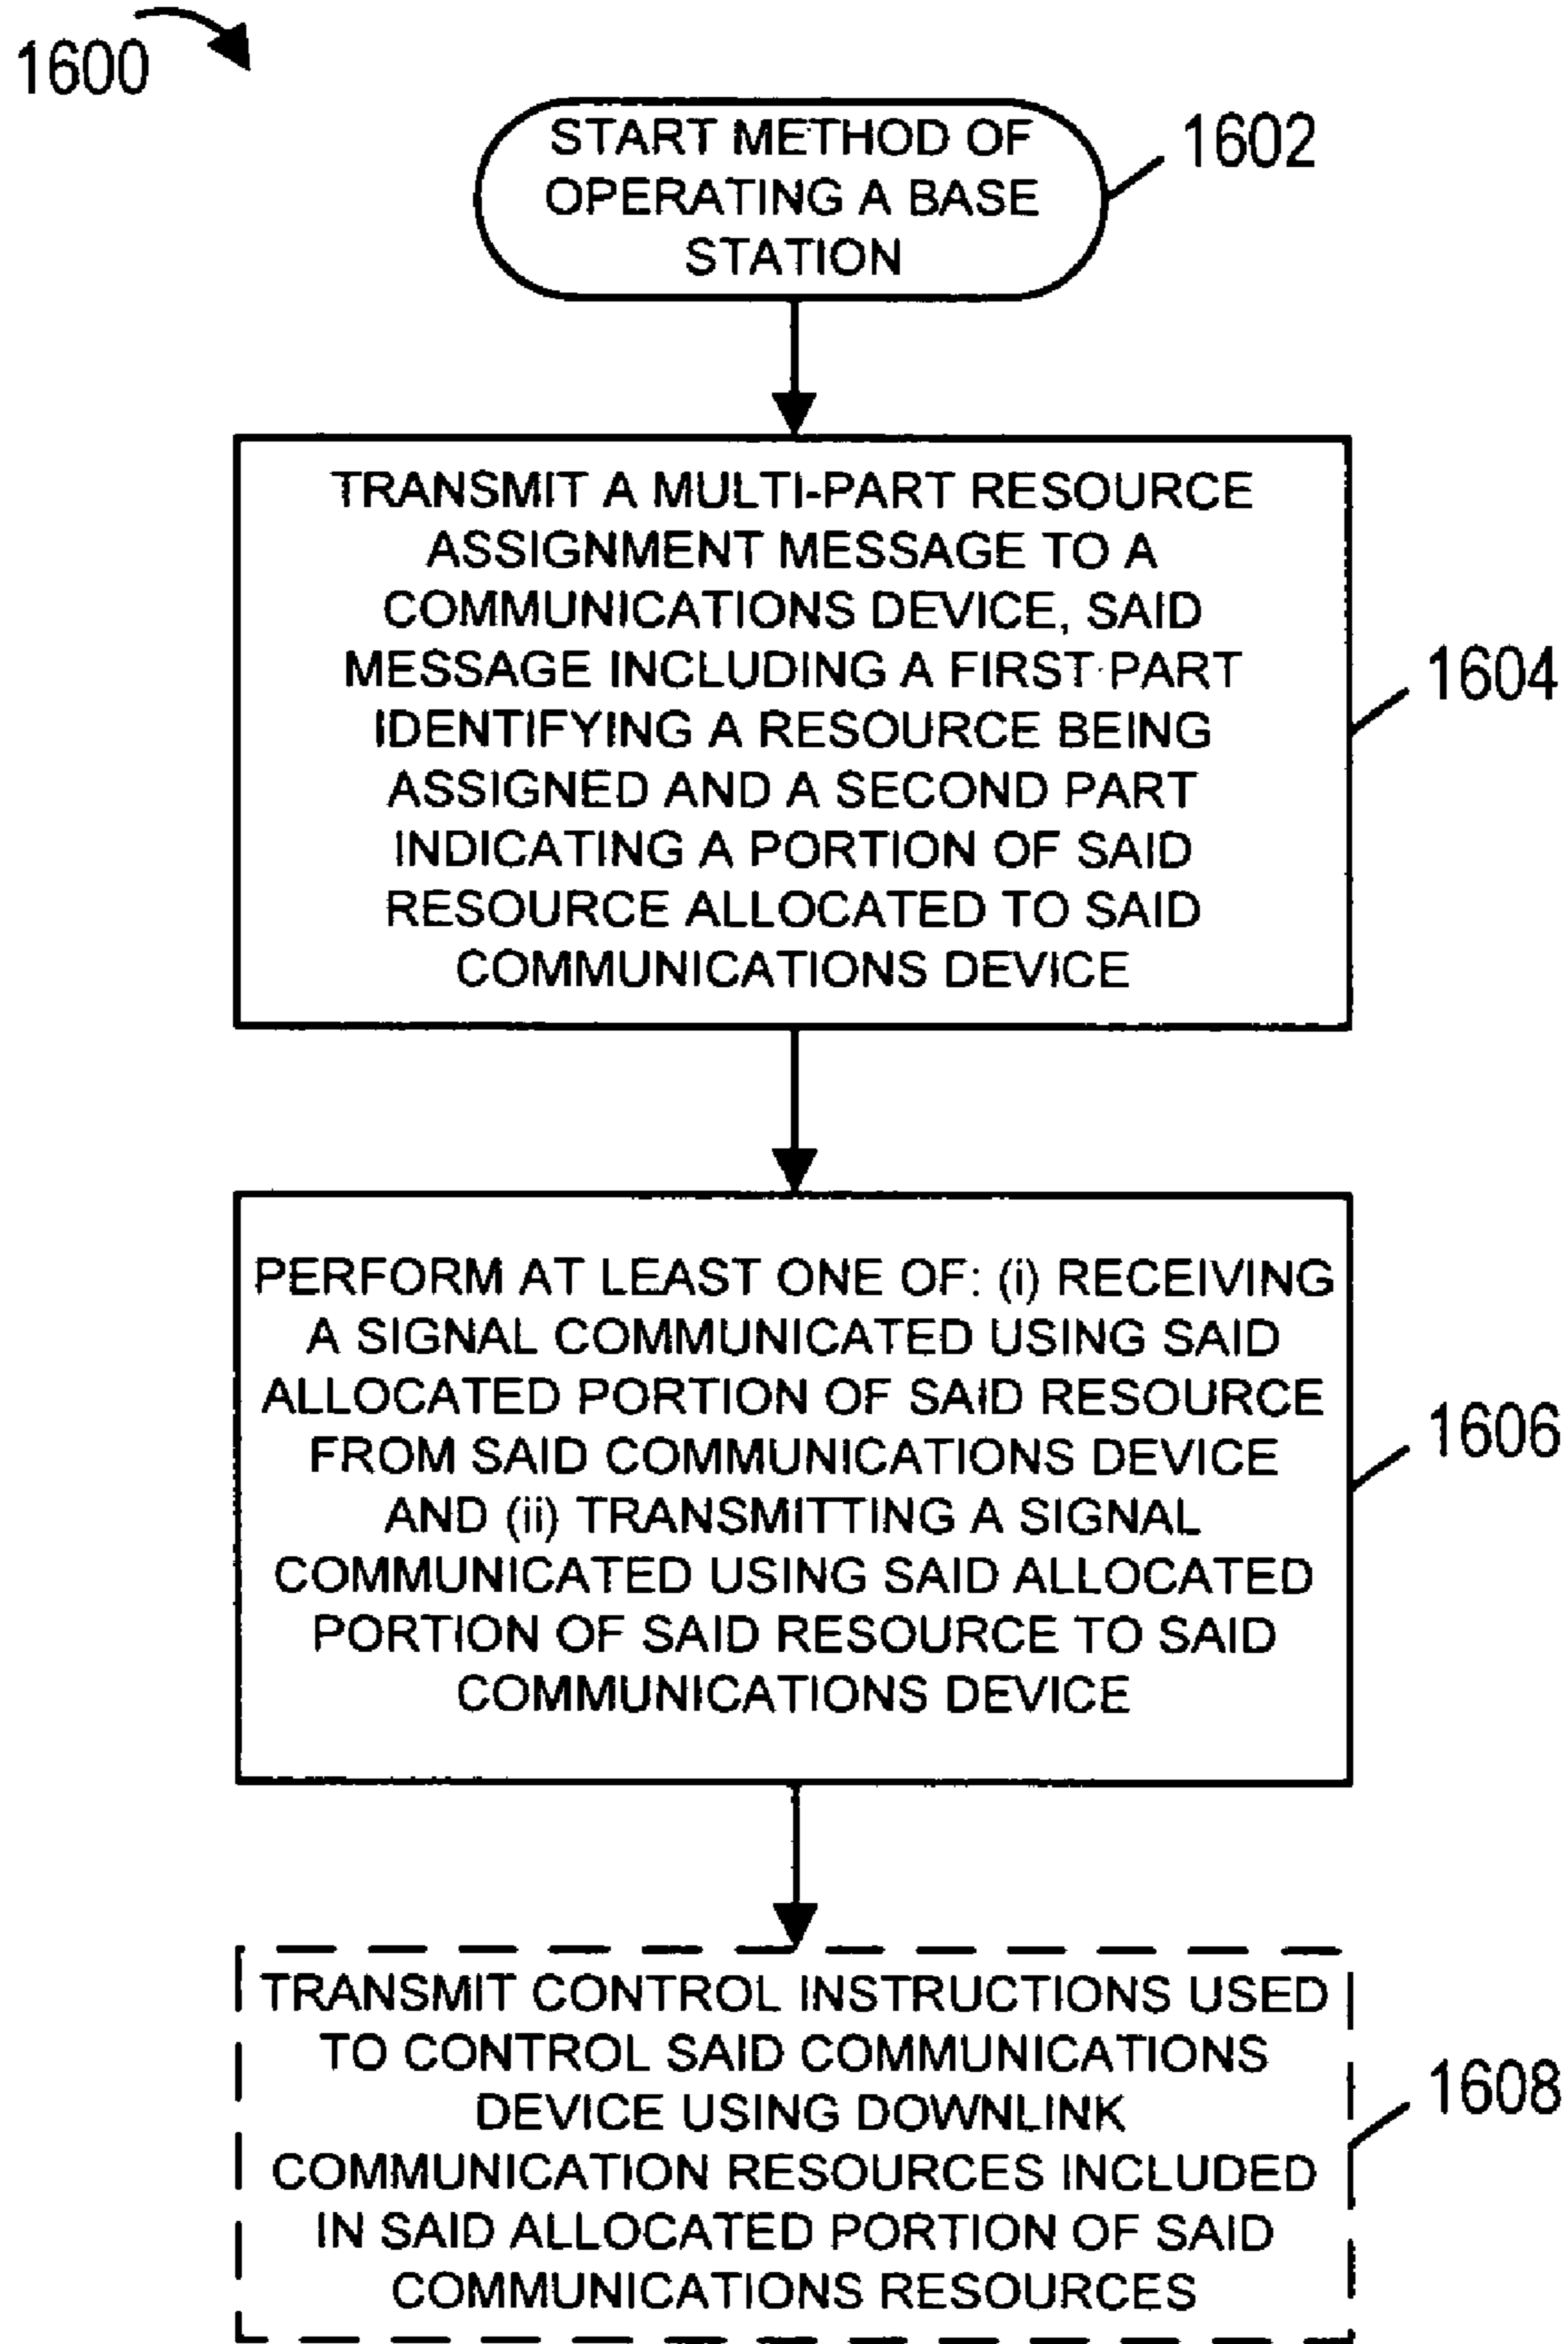 1600
START METHOD OF
OPERATING A BASE
STATION
1602
TRANSMIT A MULTI-PART RESOURCE
ASSIGNMENT MESSAGE TO A
COMMUNICATIONS DEVICE, SAID
MESSAGE INCLUDING A FIRST PART
IDENTIFYING A RESOURCE BEING
ASSIGNED AND A SECOND PART
INDICATING A PORTION OF SAID
RESOURCE ALLOCATED TO SAID
COMMUNICATIONS DEVICE
1604
PERFORM AT LEAST ONE OF: (i) RECEIVING
A SIGNAL COMMUNICATED USING SAID
ALLOCATED PORTION OF SAID RESOURCE
FROM SAID COMMUNICATIONS DEVICE
AND (ii) TRANSMITTING A SIGNAL
COMMUNICATED USING SAID ALLOCATED
PORTION OF SAID RESOURCE TO SAID
COMMUNICATIONS DEVICE
1606
TRANSMIT CONTROL INSTRUCTIONS USED
TO CONTROL SAID COMMUNICATIONS
DEVICE USING DOWNLINK
COMMUNICATION RESOURCES INCLUDED
IN SAID ALLOCATED PORTION OF SAID
COMMUNICATIONS RESOURCES
1608